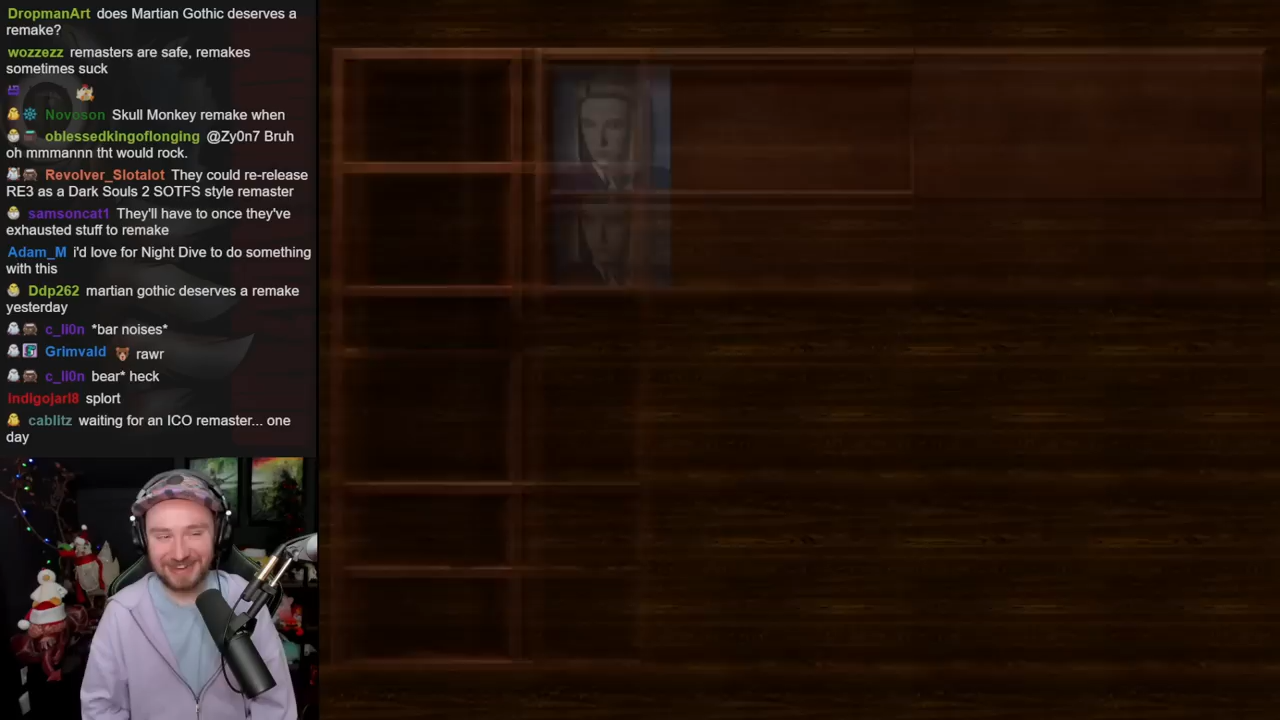 DropmanArt does Martian Gothic deserves a
remake?
wozzezz remasters are safe, remakes
sometimes suck
Novoson Skull Monkey remake when
oblessedkingoflonging @Zy0n7 Bruh
oh mmmannn tht would rock.
Revolver_Slotalot They could re-release
RE3 as a Dark Souls 2 SOTFS style remaster
samsoncat1 They'll have to once they've
exhausted stuff to remake
Adam_M i'd love for Night Dive to do something
with this
Ddp262 martian gothic deserves a remake
yesterday
c_li0n *bar noises*
Grimvald rawr
c_li0n bear* heck
indigojarl8 splort
cablitz waiting for an ICO remaster... one
day